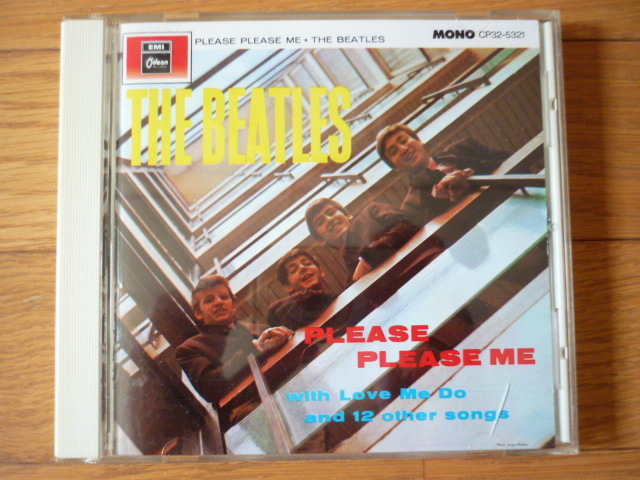 EMI
Odeon
PLEASE PLEASE ME • THE BEATLES
MONO CP32-5321
THE BEATLES
PLEASE
PLEASE ME
with Love Me Do
and 12 other songs